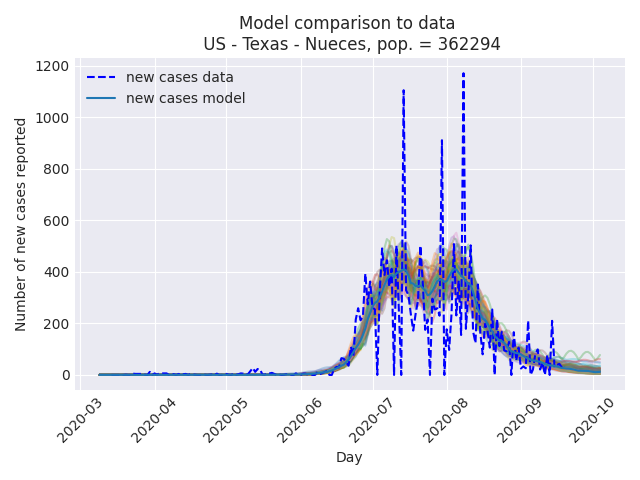 Model comparison to data
US - Texas - Nueces, pop. = 362294
new cases data
new cases model
Number of new cases reported
1200
1000
800
600
400
200
0
2020-03
2020-04
2020-05
2020-06
2020-07
2020-08
2020-09
2020-10
Day